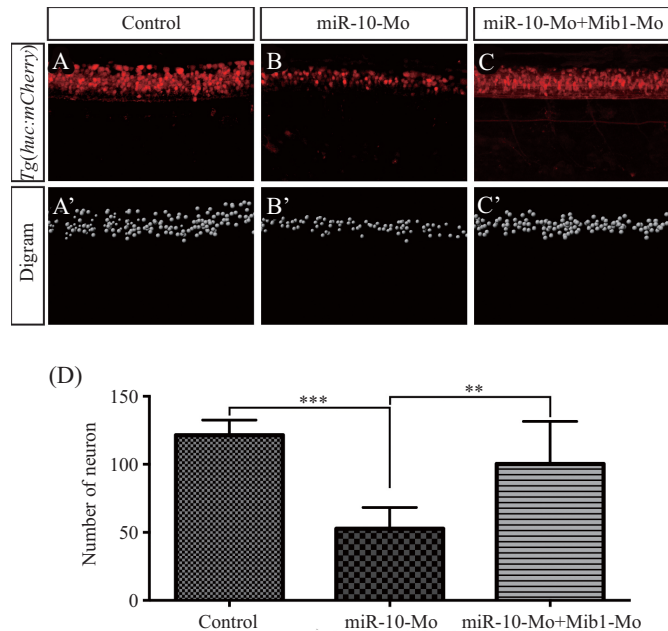 Control
miR-10-Mo
miR-10-Mo+Mib1-Mo
Tg(huc:mCherry)
A
B
C
Digram
A'
B'
C'
(D)
Number of neuron
150
100
50
0
***
**
Control
miR-10-Mo
miR-10-Mo+Mib1-Mo